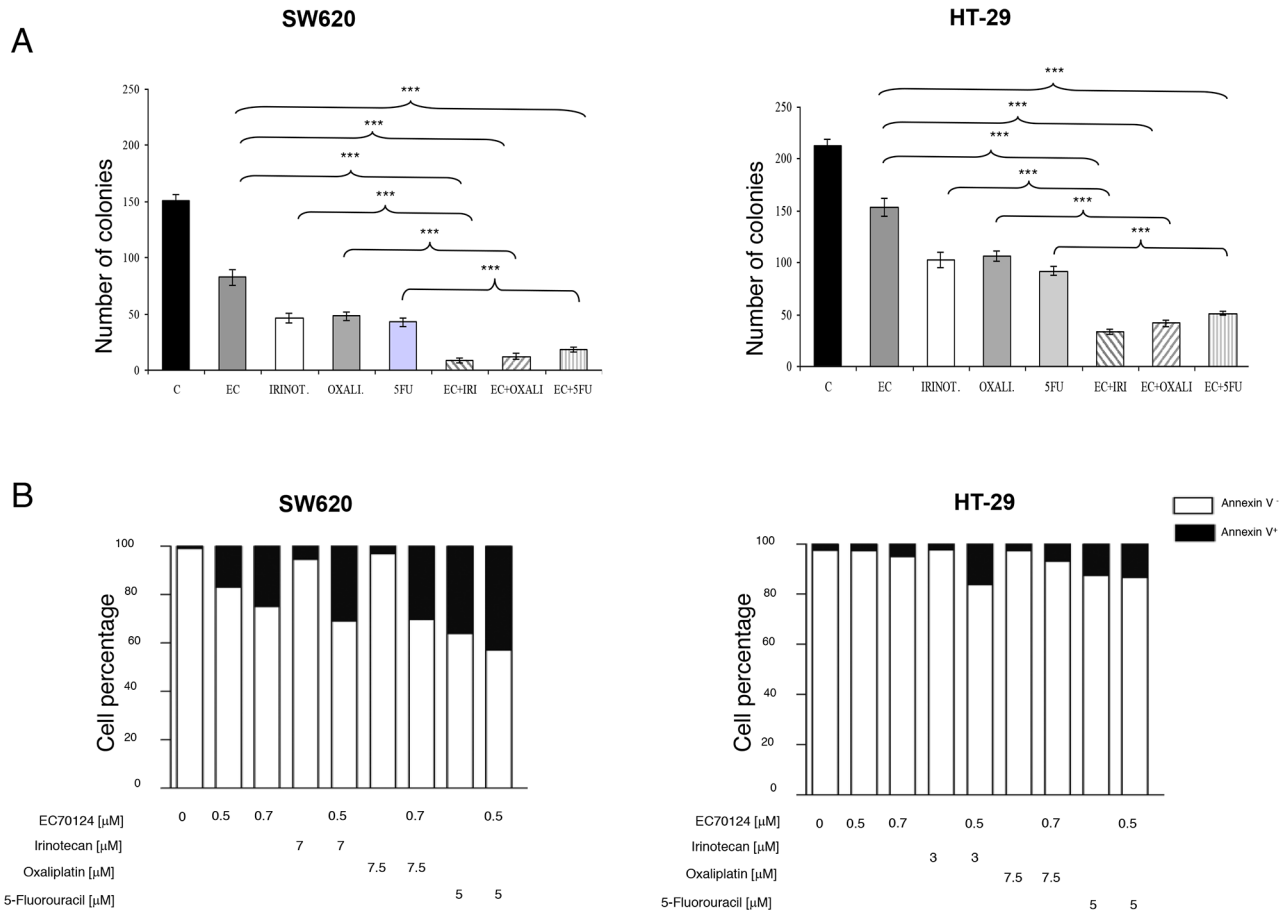 SW620
HT-29
A
Number of colonies
250
200
150
100
50
0
***
***
***
***
***
***
C EC IRINOT. OXALI. 5FU EC+IRI EC+OXALI EC+5FU
Number of colonies
250
200
150
100
50
0
***
***
***
***
***
***
C EC IRINOT. OXALI. 5FU EC+IRI EC+OXALI EC+5FU
B
SW620
HT-29
Annexin V -
Annexin V+
Cell percentage
100
80
60
40
20
0
EC70124 [µM] 0 0.5 0.7 0.5 0.7 0.5
Irinotecan [µM] 7 7
Oxaliplatin [µM] 7.5 7.5
5-Fluorouracil [µM] 5 5
Cell percentage
100
80
60
40
20
0
EC70124 [µM] 0 0.5 0.7 0.5 0.7 0.5
Irinotecan [µM] 3 3
Oxaliplatin [µM] 7.5 7.5
5-Fluorouracil [µM] 5 5